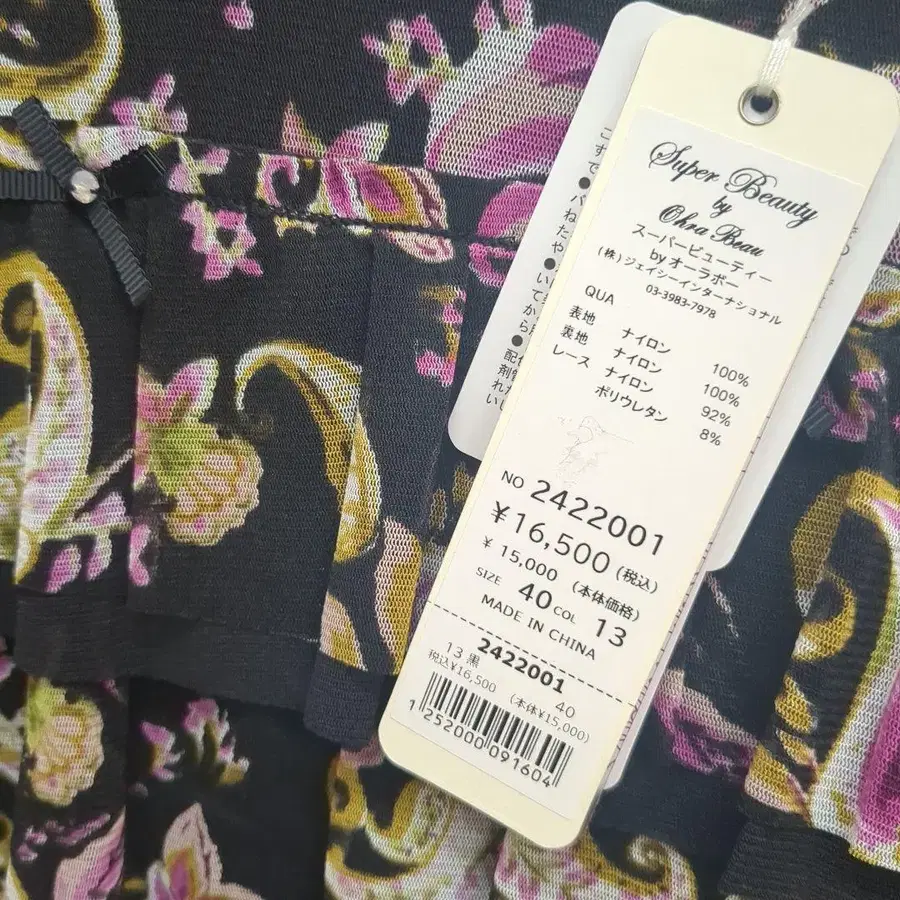 Super Beauty
by
Ohra Beau
スーパービューティー
by オーラボー
(株)ジェイシーインターナショナル
03-3983-7978
QUA
表地 ナイロン 100%
裏地 ナイロン 100%
レース ナイロン 92%
ポリウレタン 8%
NO 2422001
¥16,500 (税込)
¥ 15,000 (本体価格)
SIZE 40 COL 13
MADE IN CHINA
13 黒 2422001
税込¥16,500 40
(本体¥15,000)
1252000091604